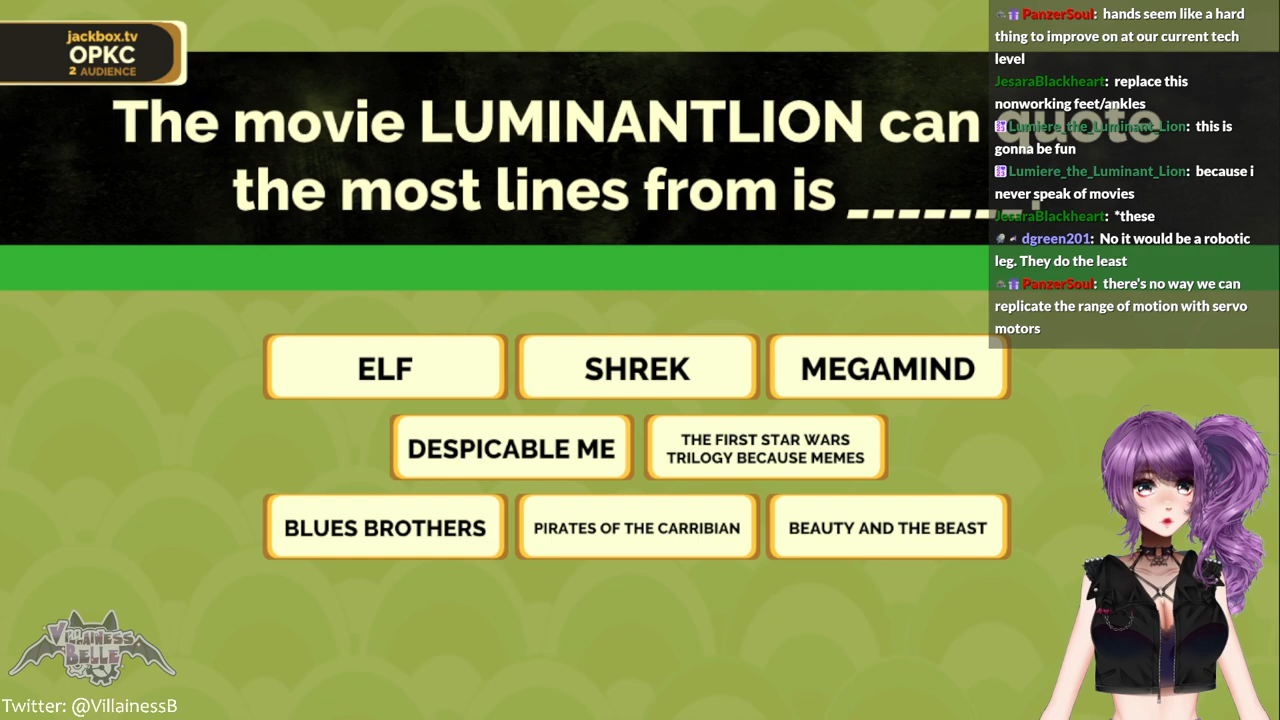 jackbox.tv
OPKC
2 AUDIENCE
The movie LUMINANTLION can quote
the most lines from is _______.
ELF
SHREK
MEGAMIND
DESPICABLE ME
THE FIRST STAR WARS
TRILOGY BECAUSE MEMES
BLUES BROTHERS
PIRATES OF THE CARRIBIAN
BEAUTY AND THE BEAST
PanzerSoul: hands seem like a hard
thing to improve on at our current tech
level
JesaraBlackheart: replace this
nonworking feet/ankles
Lumiere_the_Luminant_Lion: this is
gonna be fun
Lumiere_the_Luminant_Lion: because i
never speak of movies
JesaraBlackheart: *these
dgreen201: No it would be a robotic
leg. They do the least
PanzerSoul: there's no way we can
replicate the range of motion with servo
motors
VILLAINESS
BELLE
Twitter: @VillainessB